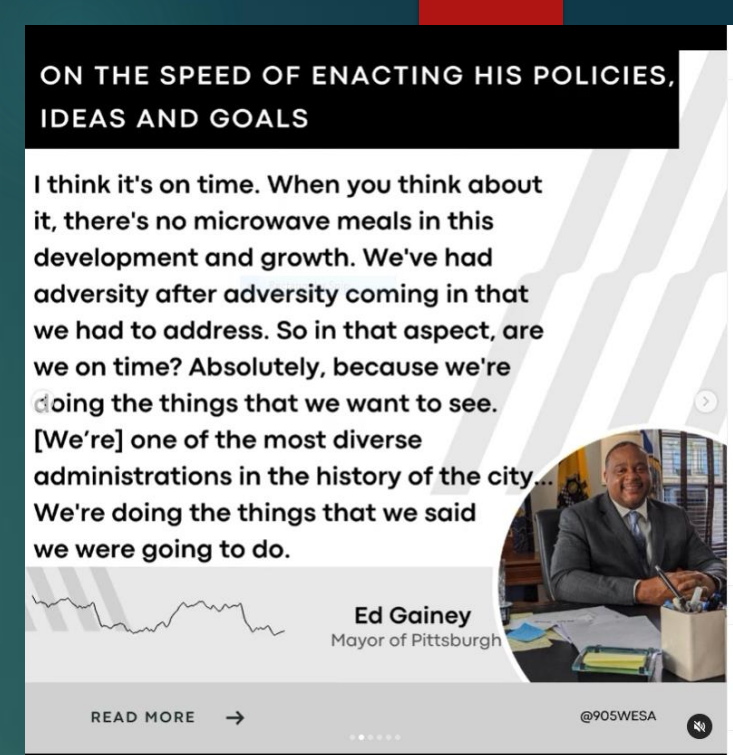 ON THE SPEED OF ENACTING HIS POLICIES,
IDEAS AND GOALS
I think it's on time. When you think about
it, there's no microwave meals in this
development and growth. We've had
adversity after adversity coming in that
we had to address. So in that aspect, are
we on time? Absolutely, because we're
doing the things that we want to see.
[We’re] one of the most diverse
administrations in the history of the city...
We're doing the things that we said
we were going to do.
Ed Gainey
Mayor of Pittsburgh
READ MORE →
@905WESA